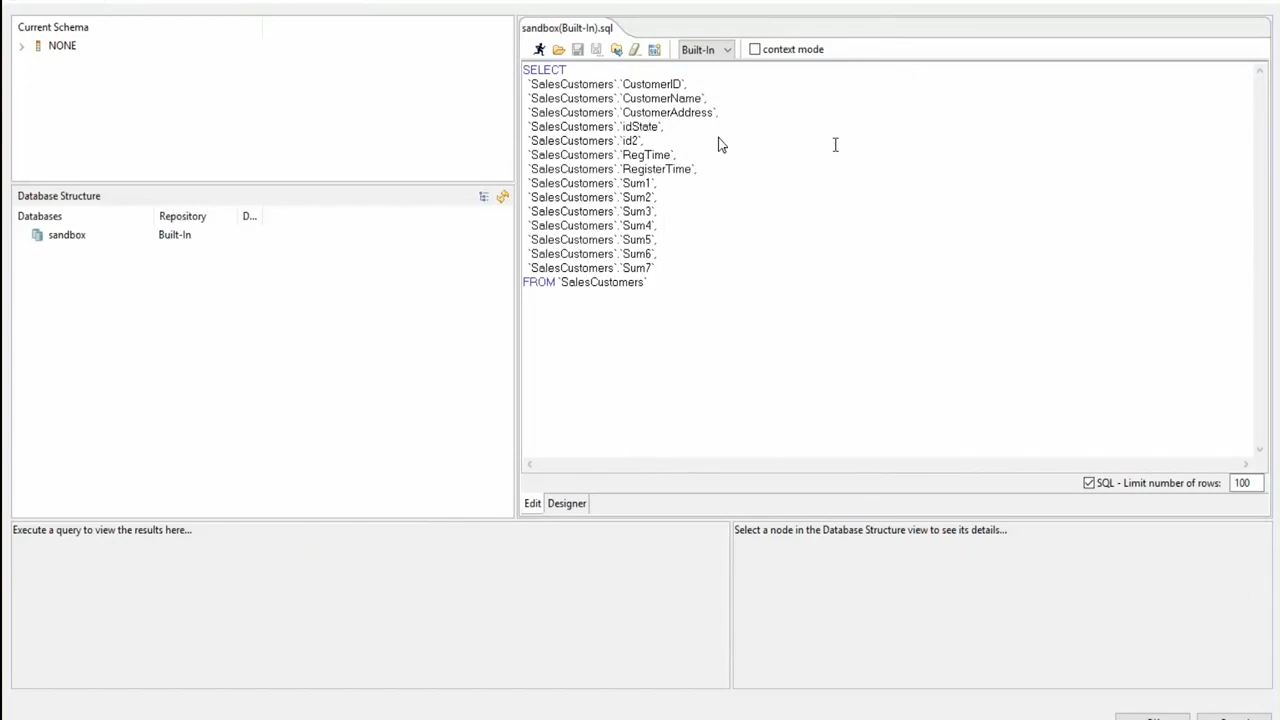 Current Schema
NONE
Database Structure
Databases Repository D...
sandbox Built-In
sandbox(Built-In).sql
Built-In context mode
SELECT
`SalesCustomers`.`CustomerID`,
`SalesCustomers`.`CustomerName`,
`SalesCustomers`.`CustomerAddress`,
`SalesCustomers`.`idState`,
`SalesCustomers`.`id2`,
`SalesCustomers`.`RegTime`,
`SalesCustomers`.`RegisterTime`,
`SalesCustomers`.`Sum1`,
`SalesCustomers`.`Sum2`,
`SalesCustomers`.`Sum3`,
`SalesCustomers`.`Sum4`,
`SalesCustomers`.`Sum5`,
`SalesCustomers`.`Sum6`,
`SalesCustomers`.`Sum7`
FROM `SalesCustomers`
SQL - Limit number of rows: 100
Edit Designer
Execute a query to view the results here...
Select a node in the Database Structure view to see its details...